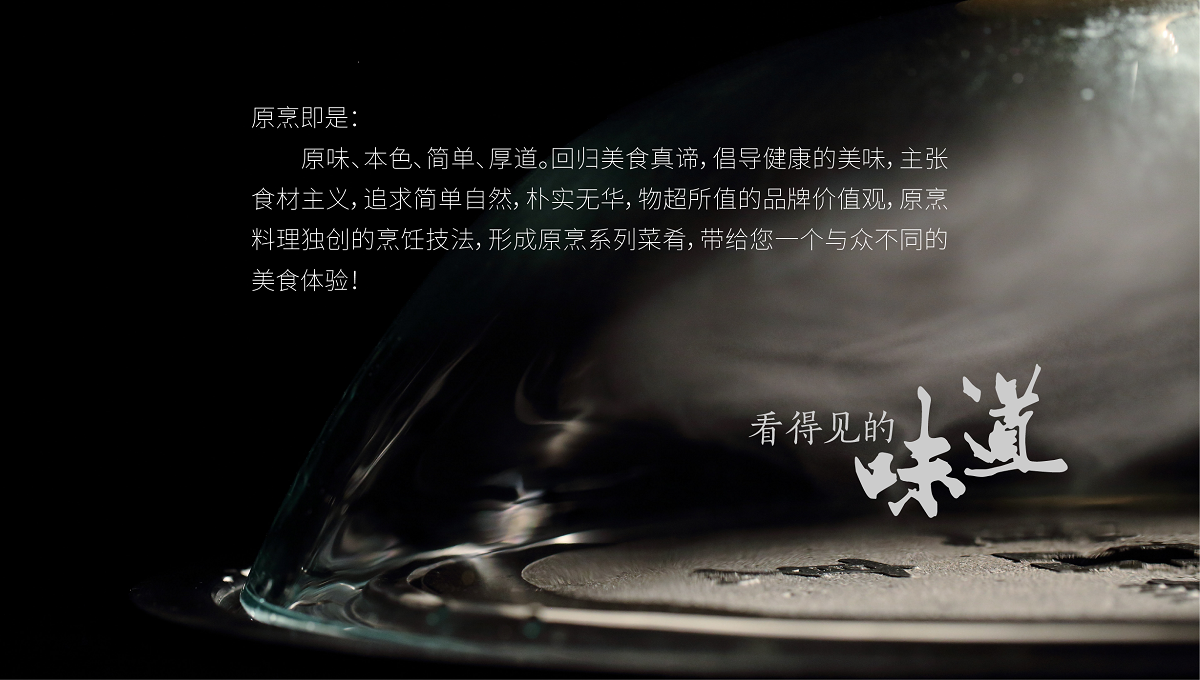 原烹即是：
原味、本色、简单、厚道。回归美食真谛，倡导健康的美味，主张
食材主义，追求简单自然，朴实无华，物超所值的品牌价值观，原烹
料理独创的烹饪技法，形成原烹系列菜肴，带给您一个与众不同的
美食体验！
看得见的味道